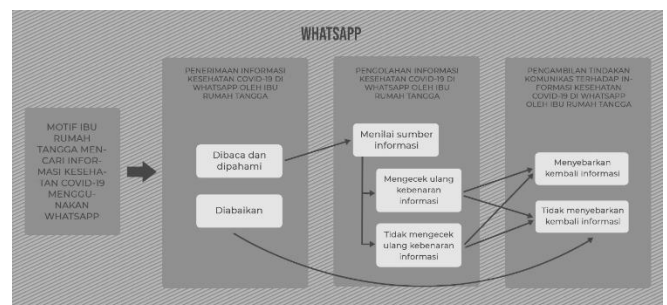 WHATSAPP
MOTIF IBU
RUMAH
TANGGA MEN-
CARI INFOR-
MASI KESEHA-
TAN COVID-19
MENGGU-
NAKAN
WHATSAPP
PENERIMAAN INFORMASI
KESEHATAN COVID-19 DI
WHATSAPP OLEH IBU
RUMAH TANGGA
Dibaca dan
dipahami
Diabaikan
PENGOLAHAN INFORMASI
KESEHATAN COVID-19 DI
WHATSAPP OLEH IBU
RUMAH TANGGA
Menilai sumber
informasi
Mengecek ulang
kebenaran
informasi
Tidak mengecek
ulang kebenaran
informasi
PENGAMBILAN TINDAKAN
KOMUNIKAS TERHADAP IN-
FORMASI KESEHATAN
COVID-19 DI WHATSAPP
OLEH IBU RUMAH TANGGA
Menyebarkan
kembali informasi
Tidak menyebarkan
kembali informasi